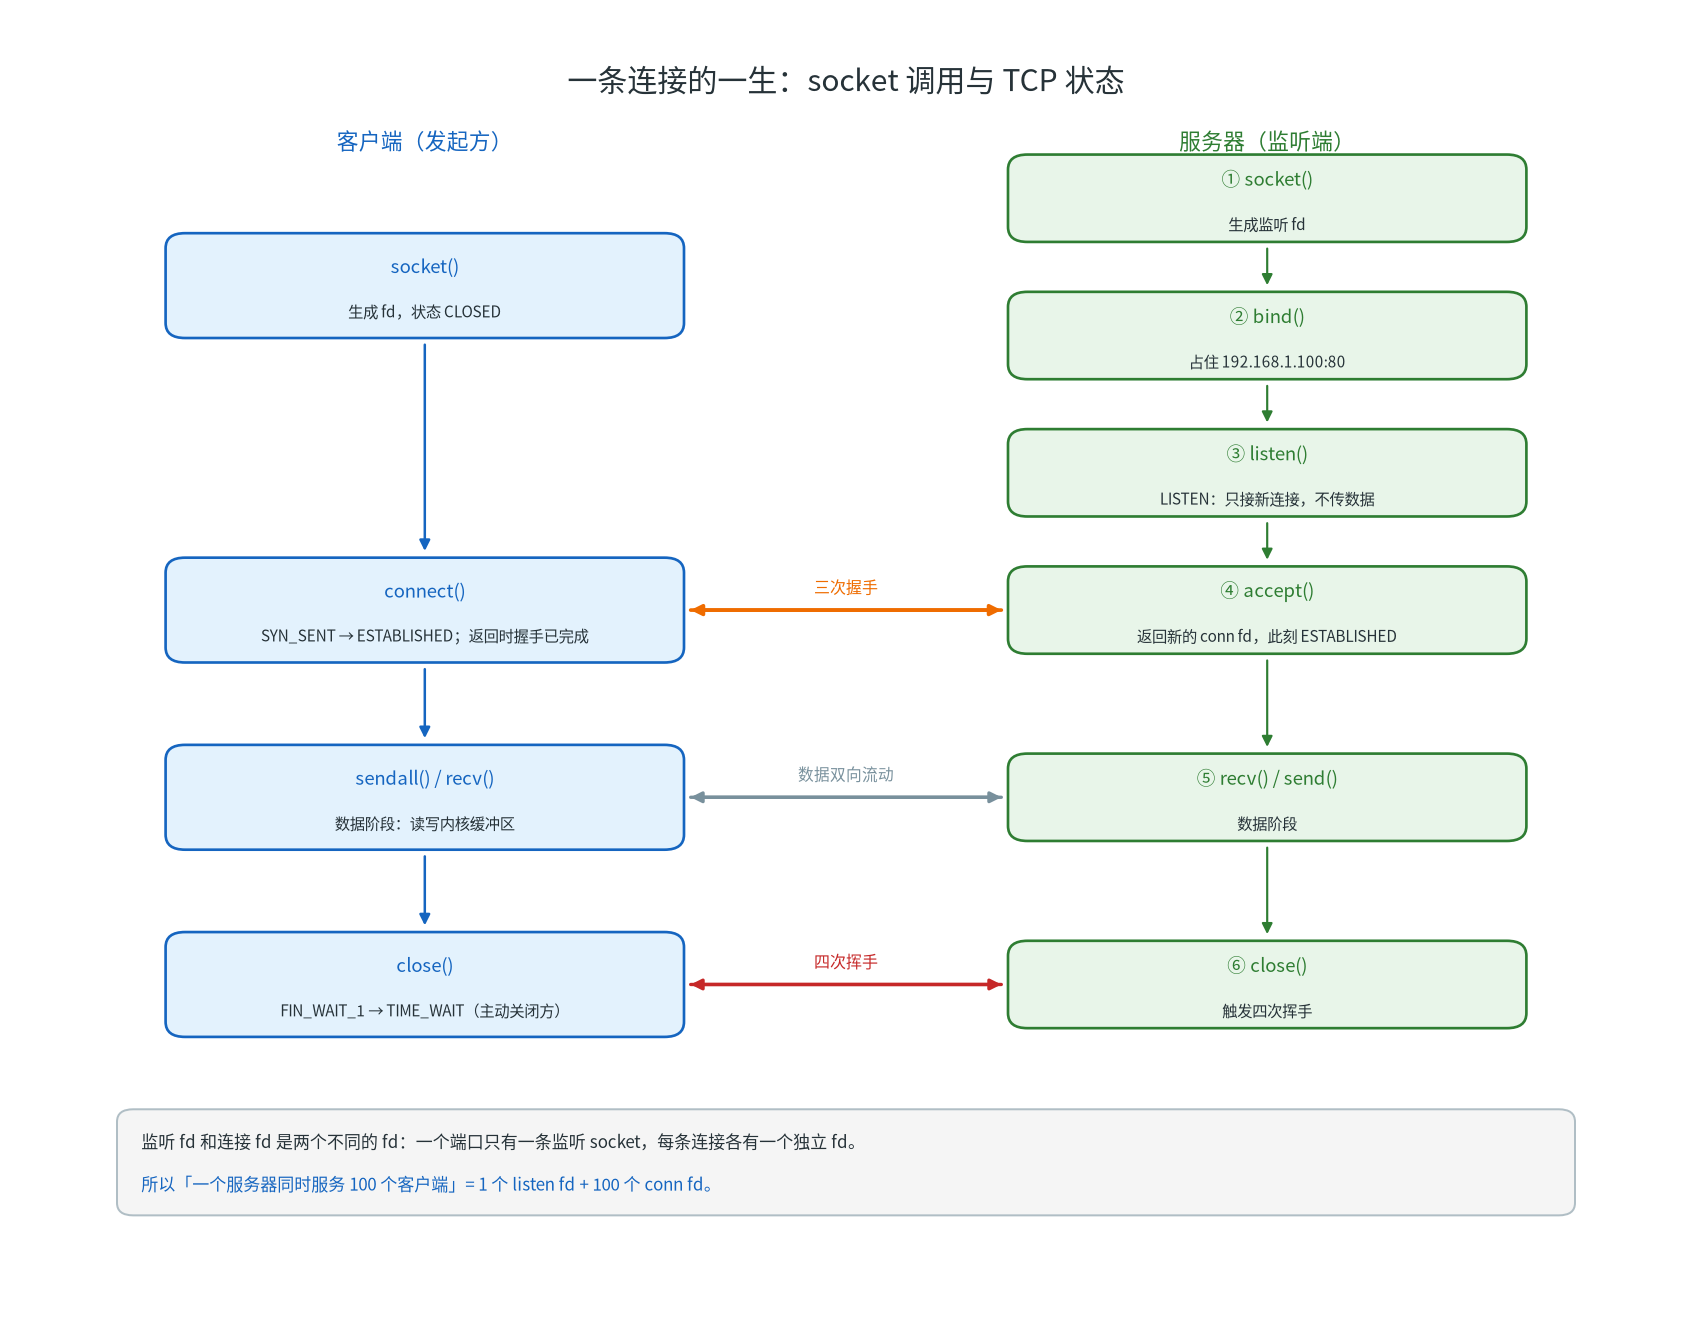 一条连接的一生：socket 调用与 TCP 状态
客户端（发起方）
服务器（监听端）
① socket()
生成监听 fd
socket()
生成 fd，状态 CLOSED
② bind()
占住 192.168.1.100:80
③ listen()
LISTEN：只接新连接，不传数据
connect()
SYN_SENT → ESTABLISHED；返回时握手已完成
三次握手
④ accept()
返回新的 conn fd，此刻 ESTABLISHED
sendall() / recv()
数据阶段：读写内核缓冲区
数据双向流动
⑤ recv() / send()
数据阶段
close()
FIN_WAIT_1 → TIME_WAIT（主动关闭方）
四次挥手
⑥ close()
触发四次挥手
监听 fd 和连接 fd 是两个不同的 fd：一个端口只有一条监听 socket，每条连接各有一个独立 fd。
所以「一个服务器同时服务 100 个客户端」= 1 个 listen fd + 100 个 conn fd。